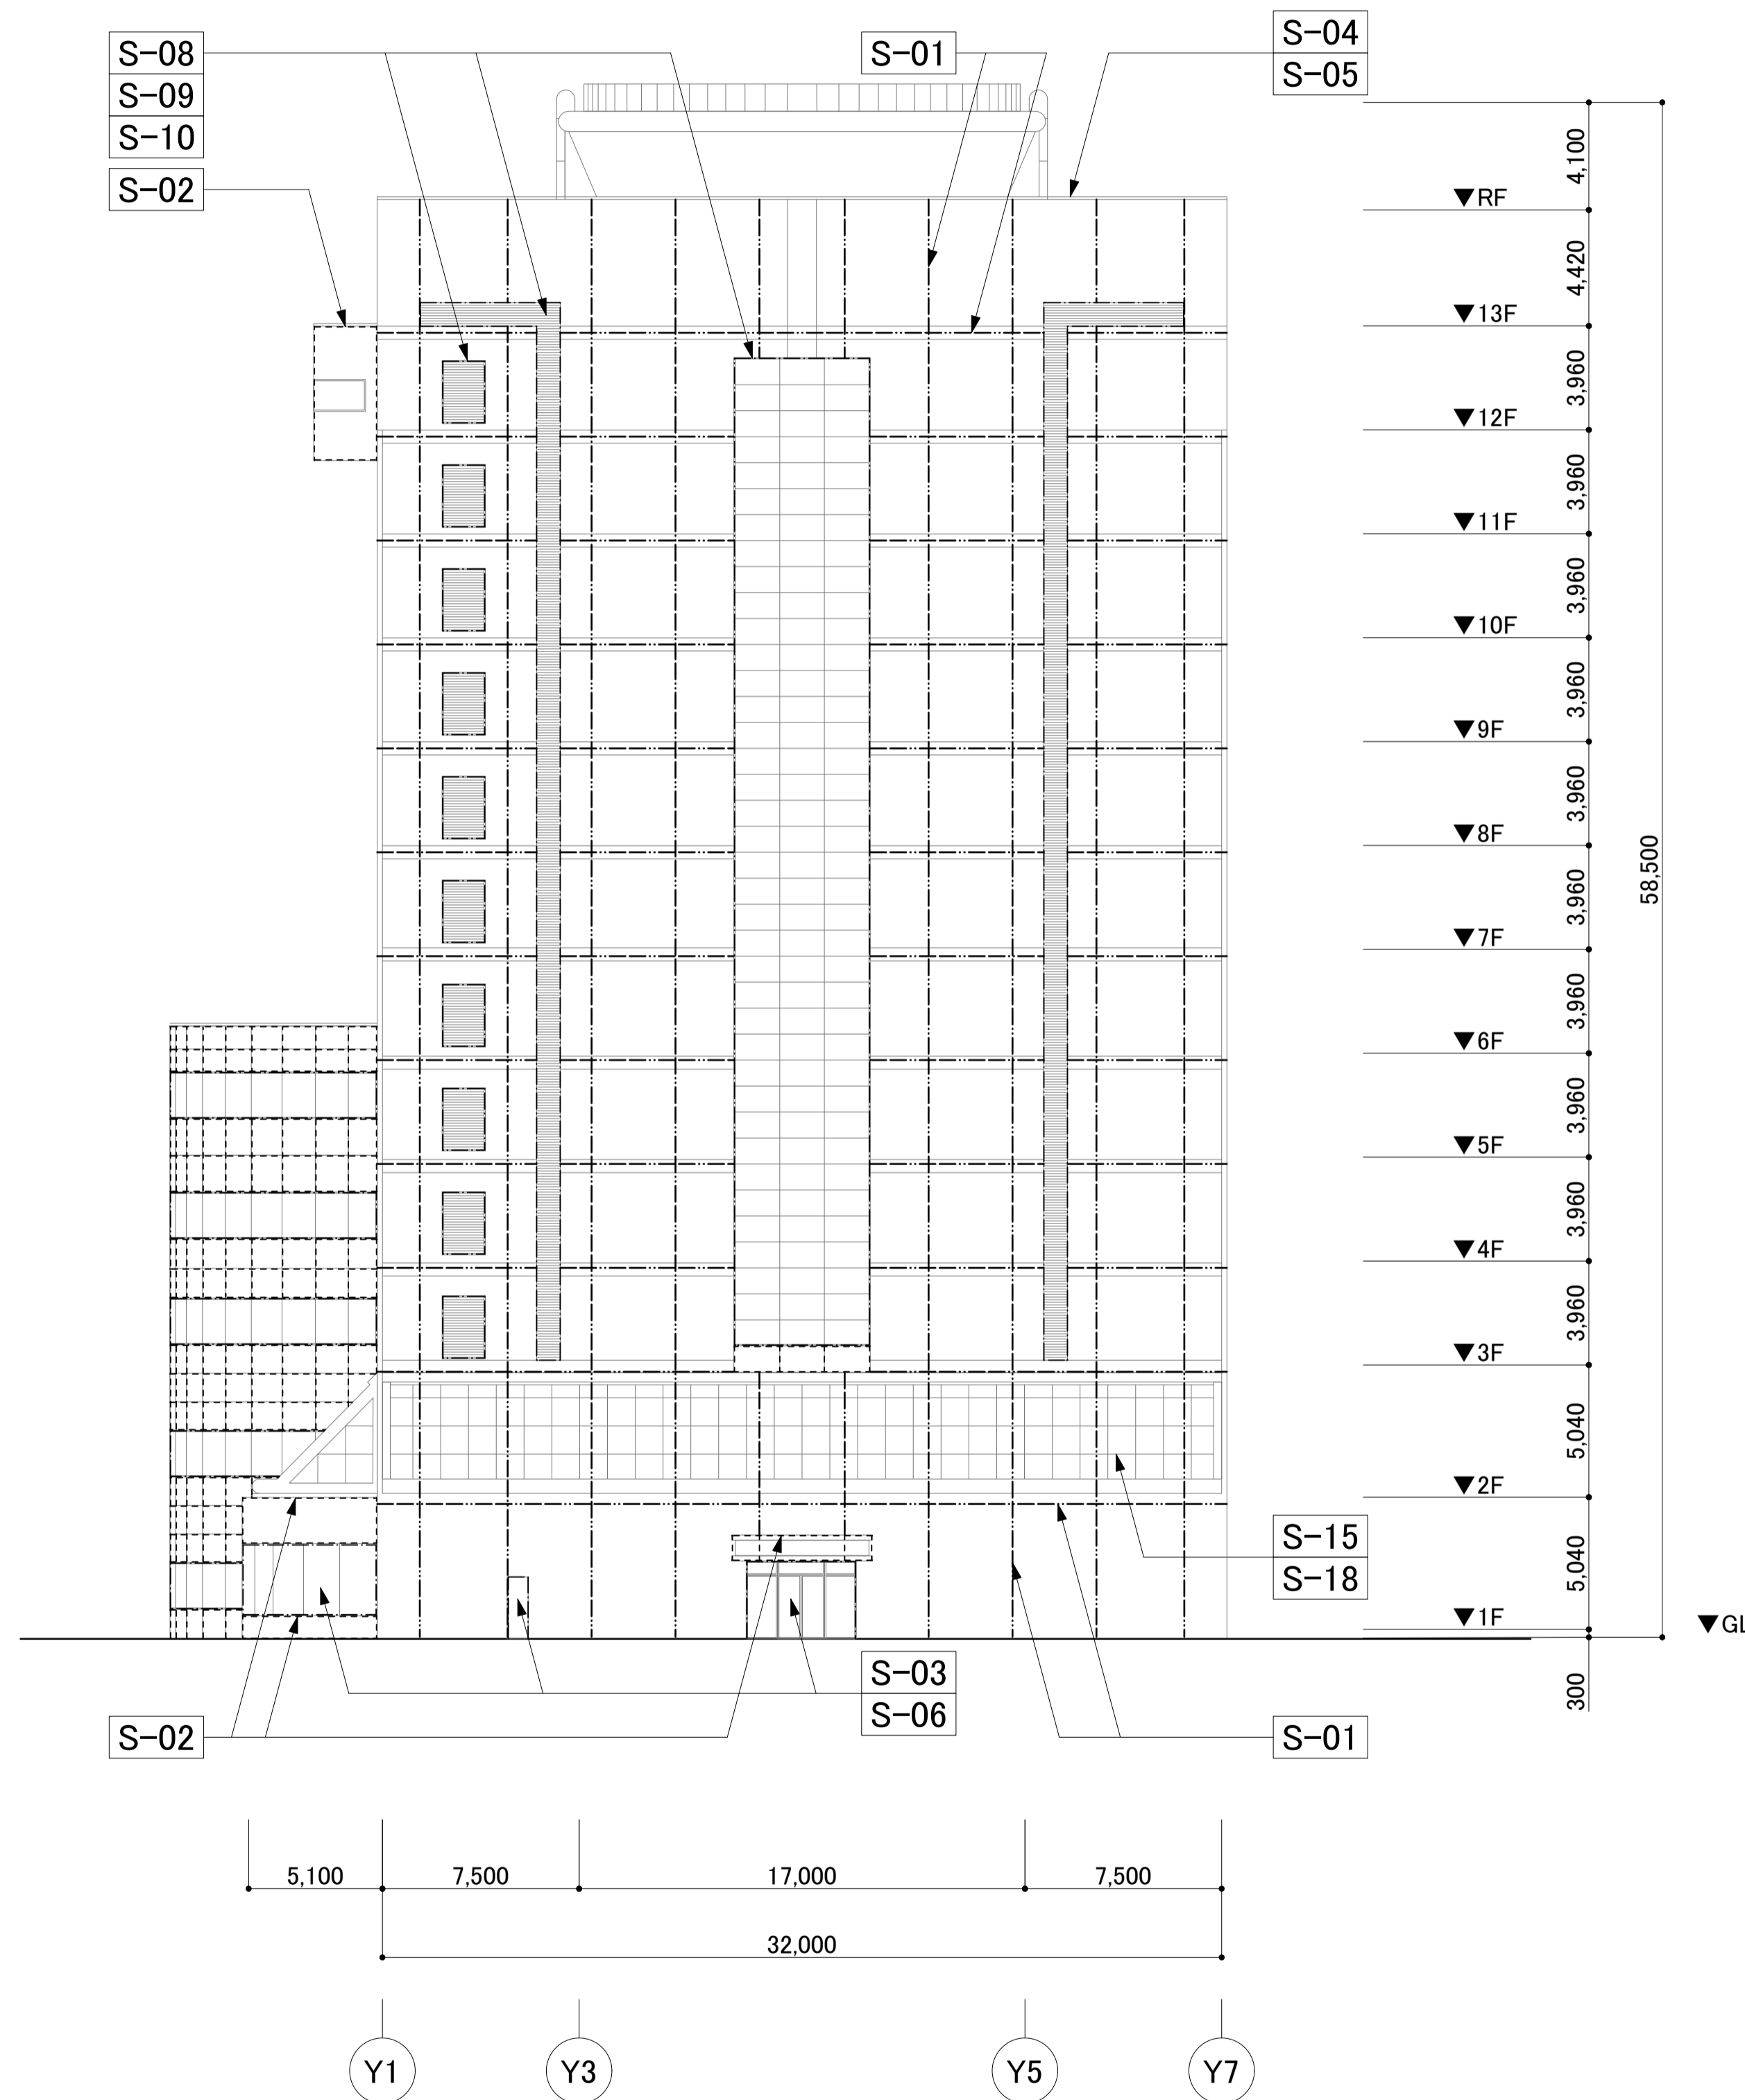 S-08
S-09
S-10
S-02
S-01
S-04
S-05
4,100
▼RF
4,420
▼13F
3,960
▼12F
3,960
▼11F
3,960
▼10F
3,960
▼9F
3,960
▼8F
3,960
▼7F
3,960
▼6F
3,960
▼5F
3,960
▼4F
3,960
▼3F
5,040
▼2F
5,040
▼1F
300
58,500
▼GL
S-15
S-18
S-03
S-06
S-02
S-01
5,100
7,500
17,000
7,500
32,000
Y1
Y3
Y5
Y7